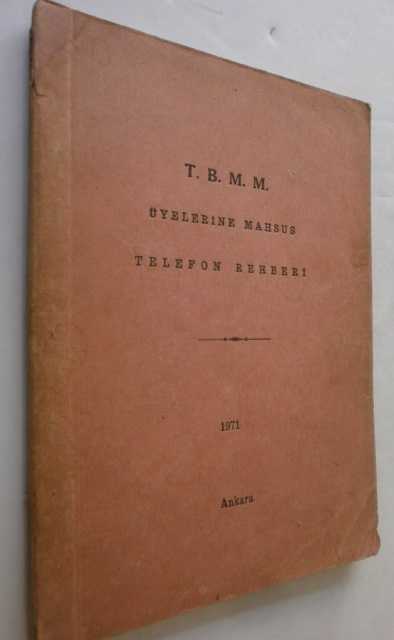 T. B. M. M.
ÜYELERİNE MAHSUS
TELEFON REHBERİ
1971
Ankara